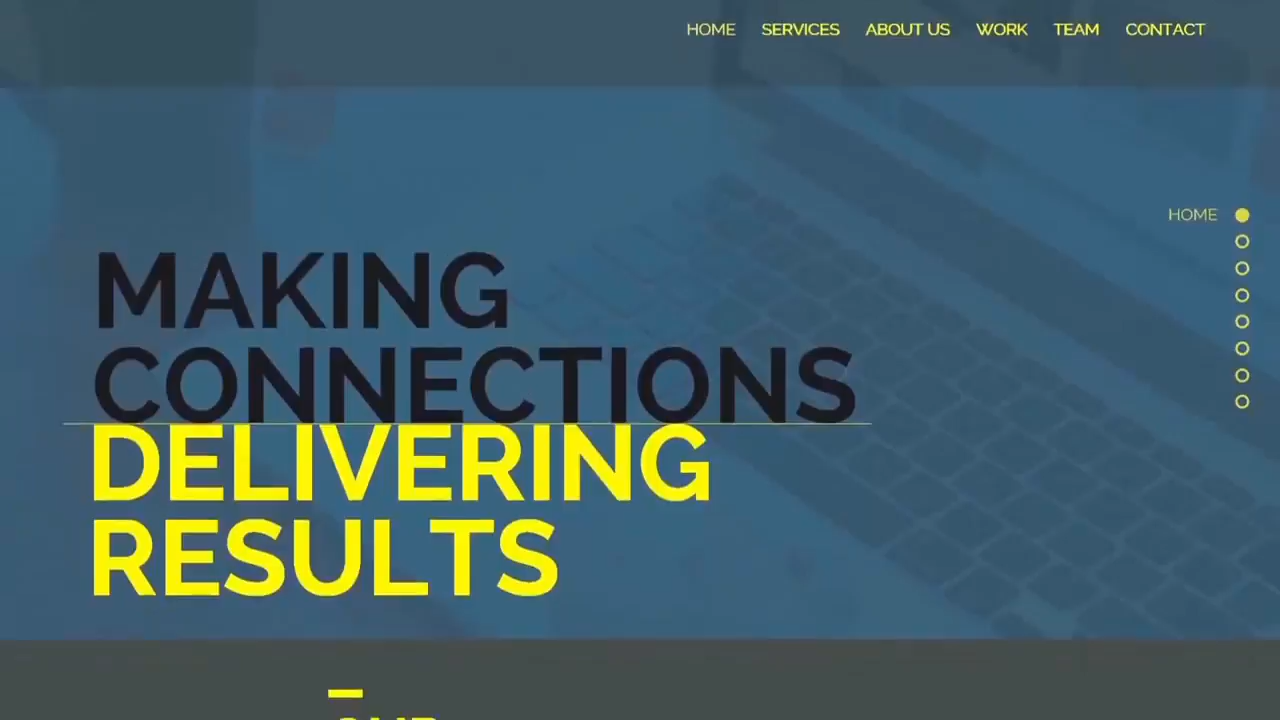 HOME SERVICES ABOUT US WORK TEAM CONTACT
HOME
MAKING
CONNECTIONS
DELIVERING
RESULTS